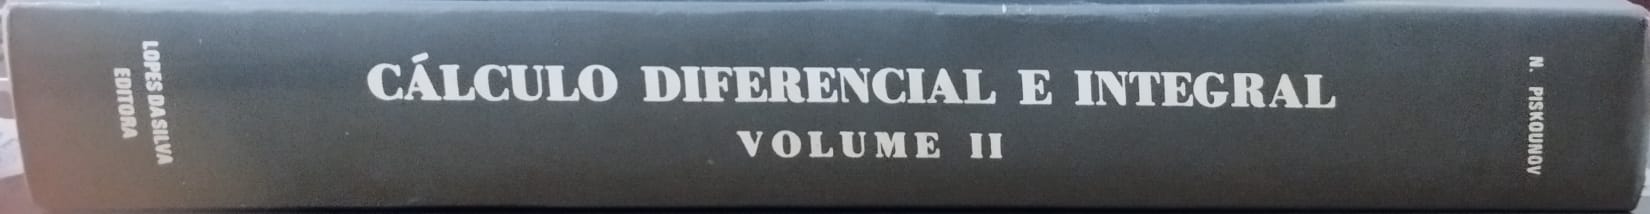 LOPES DA SILVA
EDITORA
CÁLCULO DIFERENCIAL E INTEGRAL
VOLUME II
N. PISKOUNOV